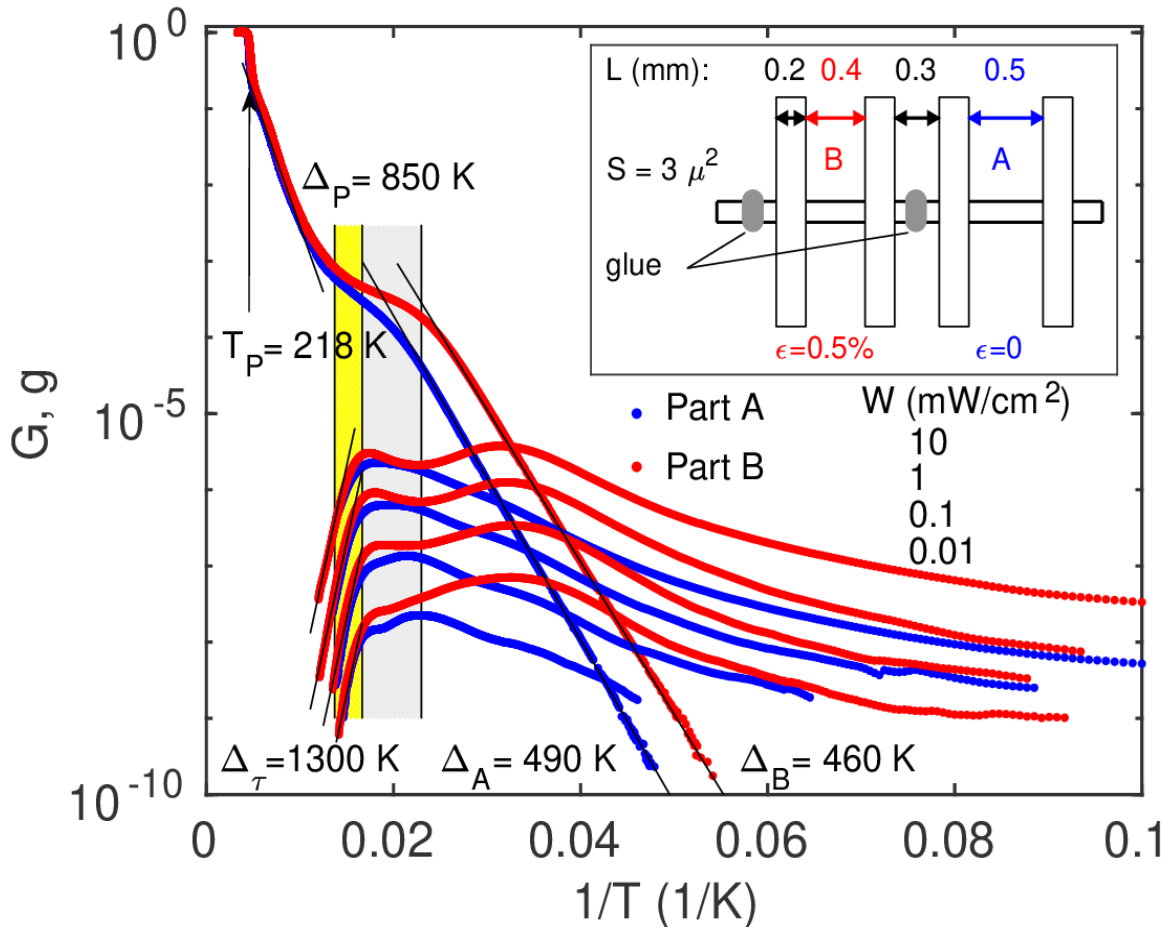 10^0
L (mm): 0.2 0.4 0.3 0.5
B A
S = 3 μ^2
glue
ϵ=0.5% ϵ=0
Δ_P= 850 K
T_P= 218 K
10^-5
G, g
Part A
Part B
W (mW/cm^2)
10
1
0.1
0.01
Δ_τ=1300 K Δ_A= 490 K Δ_B= 460 K
10^-10
0 0.02 0.04 0.06 0.08 0.1
1/T (1/K)